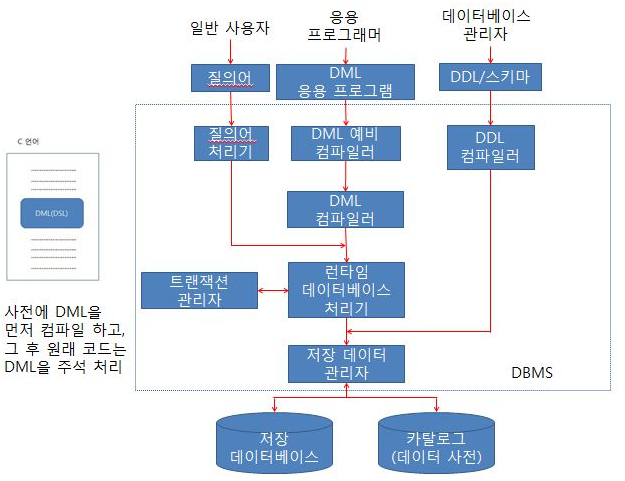 일반 사용자
응용
프로그래머
데이터베이스
관리자
질의어
DML
응용 프로그램
DDL/스키마
질의어
처리기
DML 예비
컴파일러
DDL
컴파일러
C 언어
DML(DSL)
DML
컴파일러
트랜잭션
관리자
런타임
데이터베이스
처리기
사전에 DML을
먼저 컴파일 하고,
그 후 원래 코드는
DML을 주석 처리
저장 데이터
관리자
DBMS
저장
데이터베이스
카탈로그
(데이터 사전)